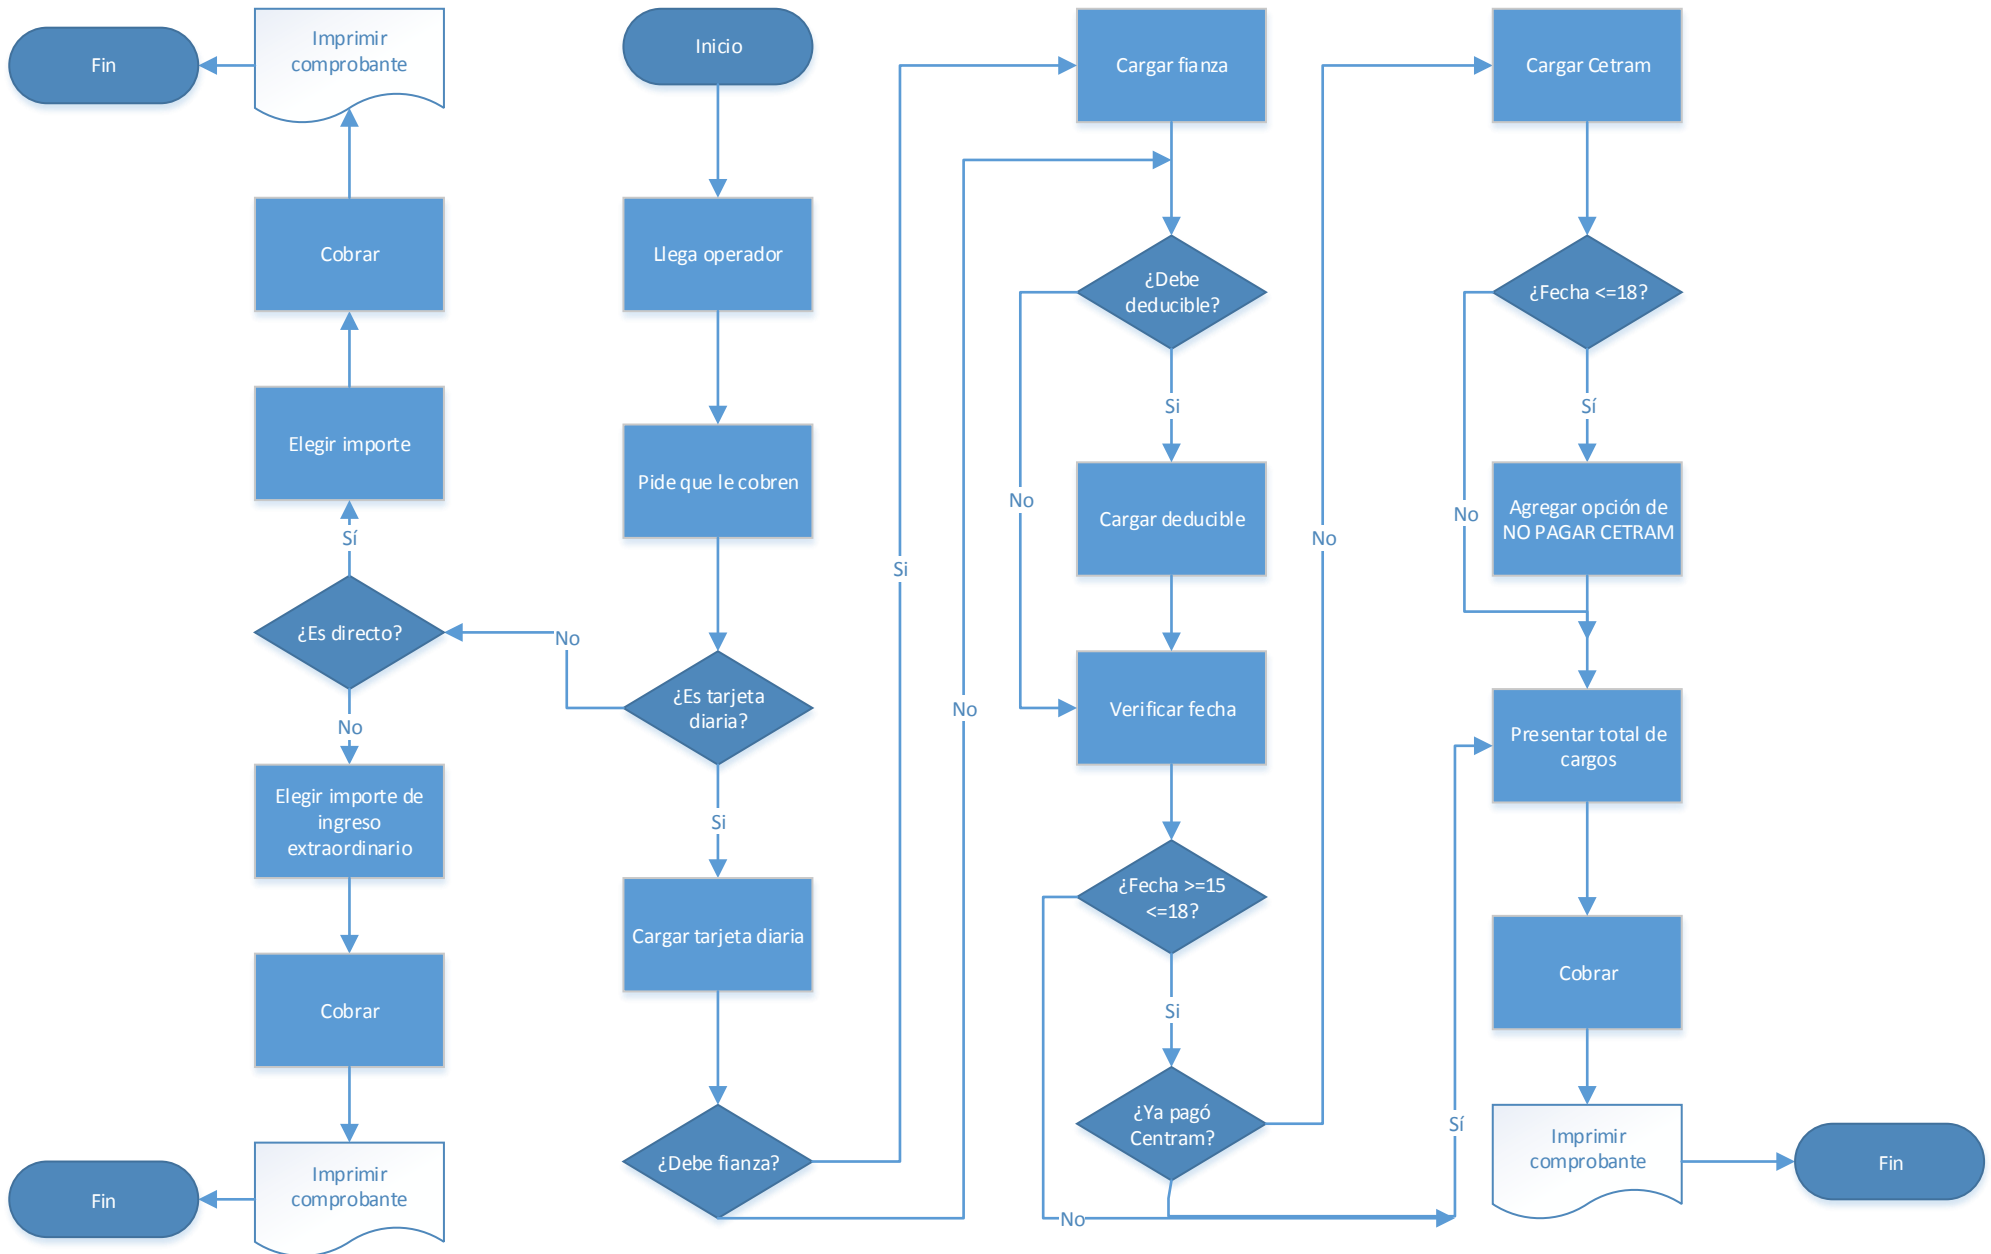 Fin
Imprimir
comprobante
Cobrar
Elegir importe
Sí
¿Es directo?
No
No
Elegir importe de
ingreso
extraordinario
Cobrar
Imprimir
comprobante
Fin
Inicio
Llega operador
Pide que le cobren
¿Es tarjeta
diaria?
Si
Cargar tarjeta diaria
¿Debe fianza?
Si
No
Cargar fianza
¿Debe
deducible?
Si
No
Cargar deducible
Verificar fecha
¿Fecha >=15
<=18?
Si
No
¿Ya pagó
Centram?
No
Sí
Cargar Cetram
¿Fecha <=18?
Sí
No
Agregar opción de
NO PAGAR CETRAM
Presentar total de
cargos
Cobrar
Imprimir
comprobante
Fin